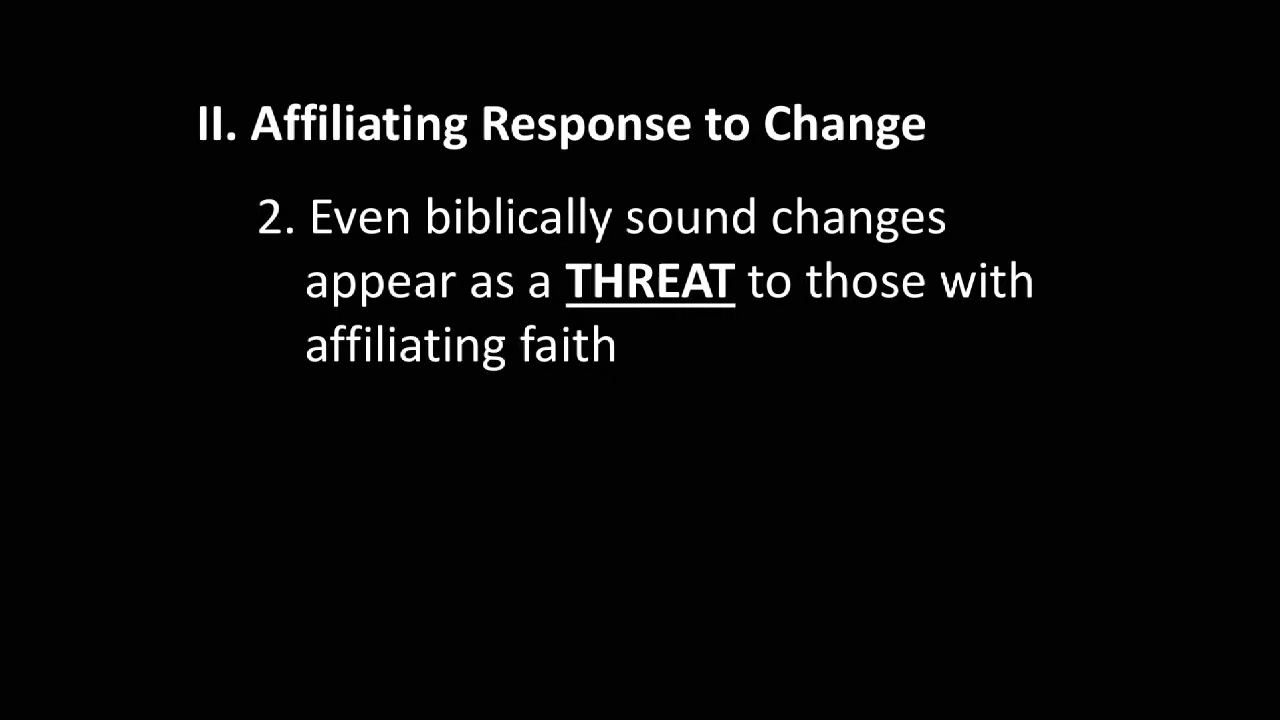 II. Affiliating Response to Change
2. Even biblically sound changes
appear as a THREAT to those with
affiliating faith